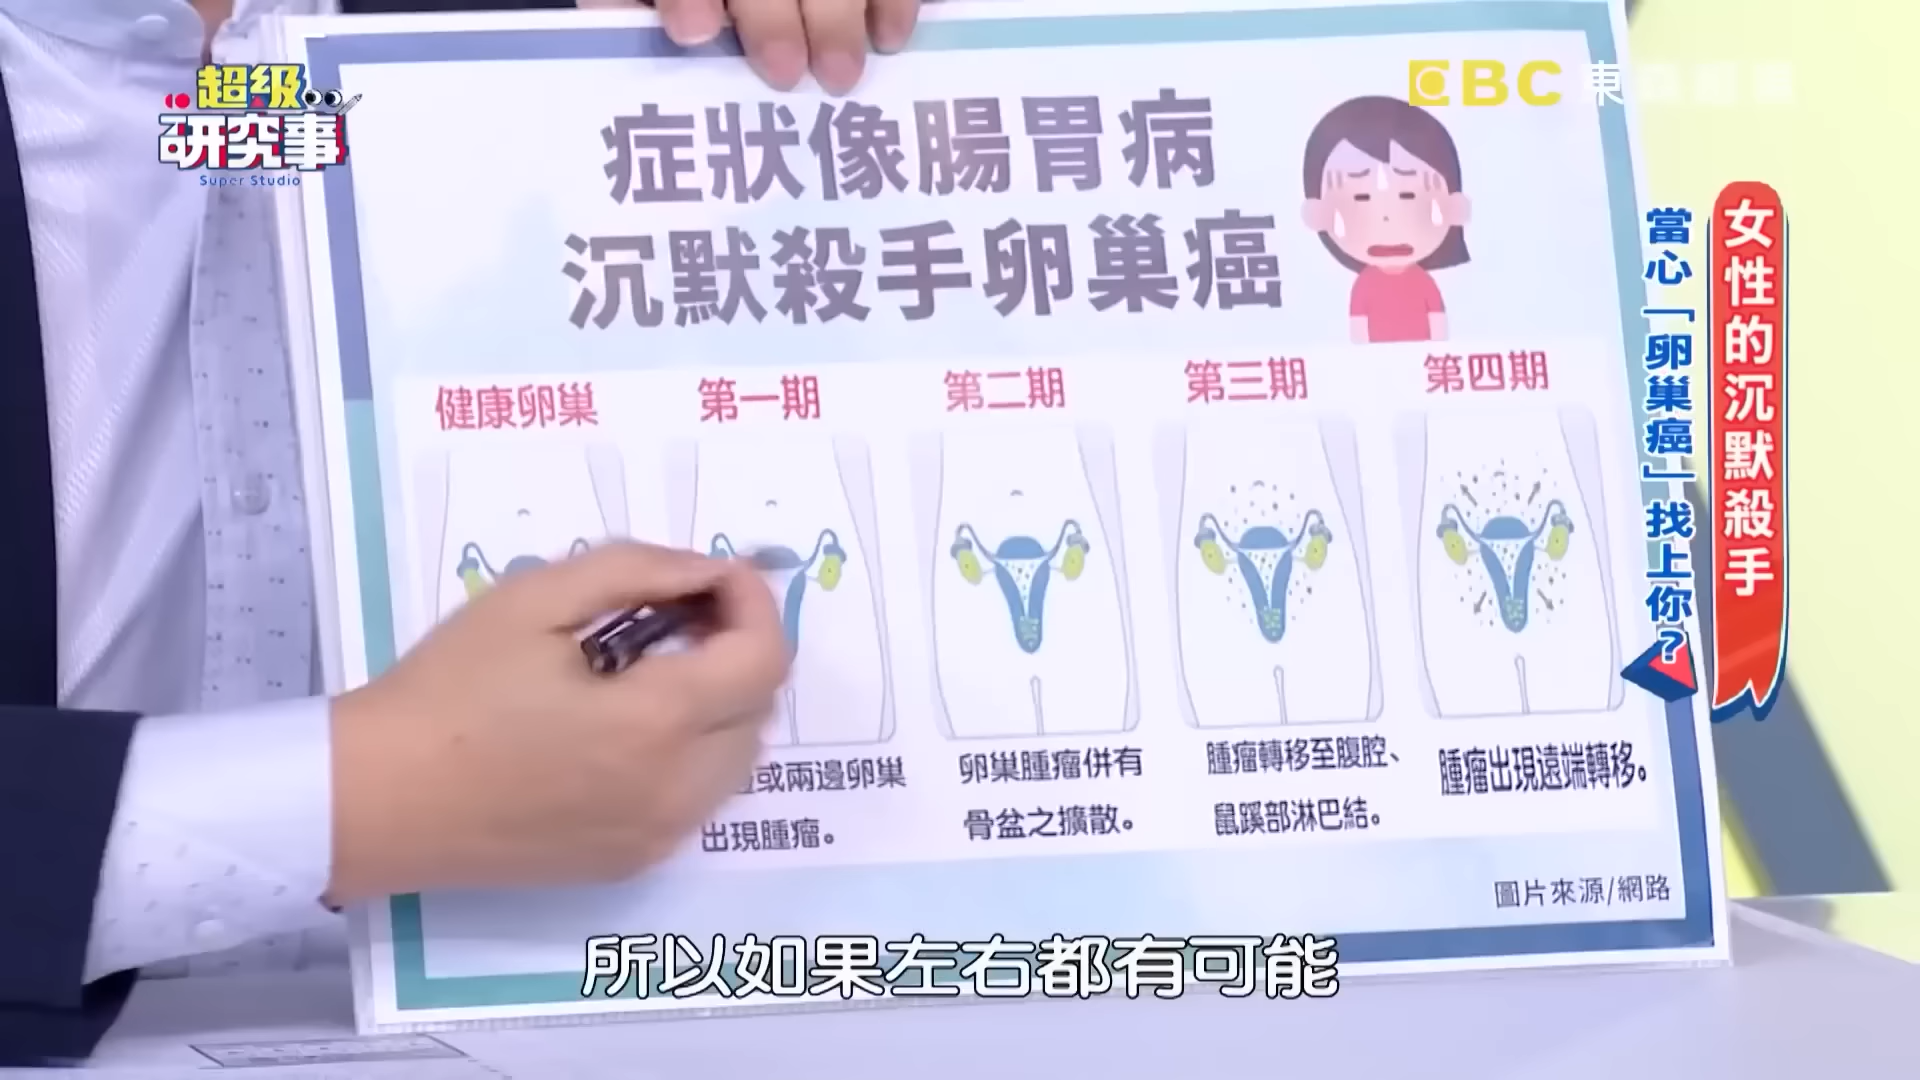 超級
研究事
Super Studio
EBC 東
症狀像腸胃病
沉默殺手卵巢癌
健康卵巢
第一期
第二期
第三期
第四期
或兩邊卵巢
出現腫瘤。
卵巢腫瘤併有
骨盆之擴散。
腫瘤轉移至腹腔、
鼠蹊部淋巴結。
腫瘤出現遠端轉移。
圖片來源/網路
女性的沉默殺手
當心「卵巢癌」找上你?
所以如果左右都有可能